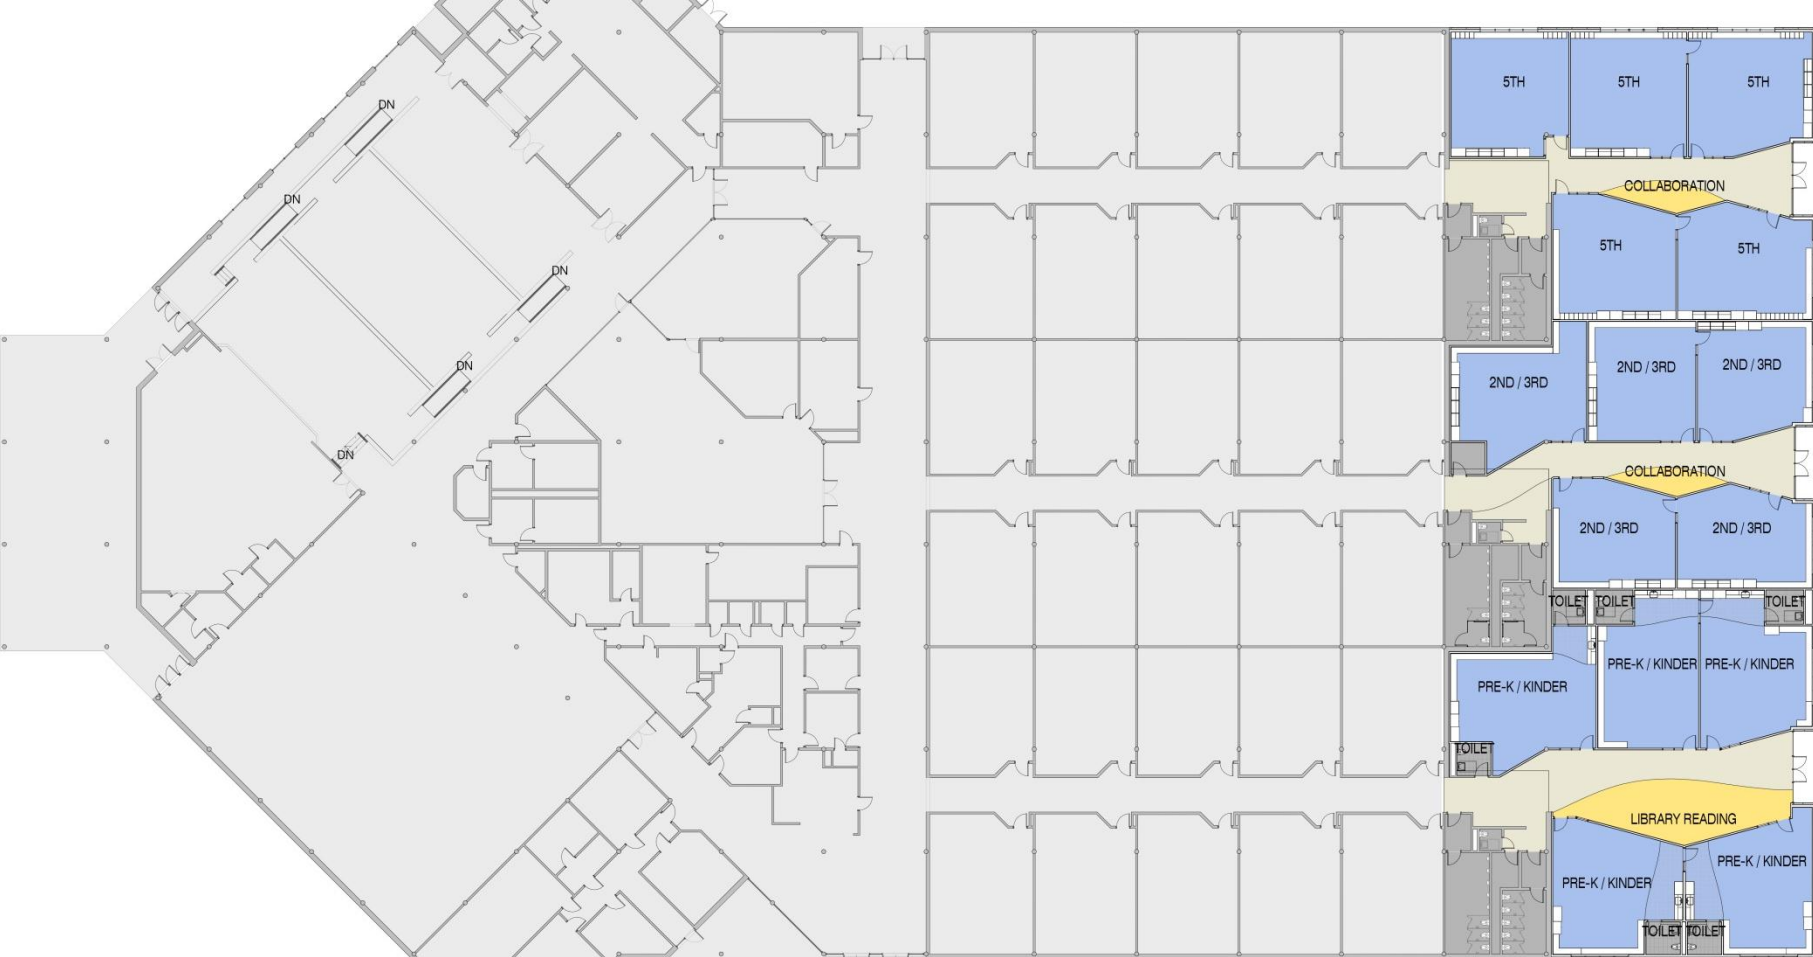 5TH
5TH
5TH
DN
COLLABORATION
DN
5TH
5TH
DN
DN
2ND / 3RD
2ND / 3RD
2ND / 3RD
DN
COLLABORATION
2ND / 3RD
2ND / 3RD
TOILET
TOILET
TOILET
PRE-K / KINDER
PRE-K / KINDER
PRE-K / KINDER
TOILET
LIBRARY READING
PRE-K / KINDER
PRE-K / KINDER
TOILET
TOILET